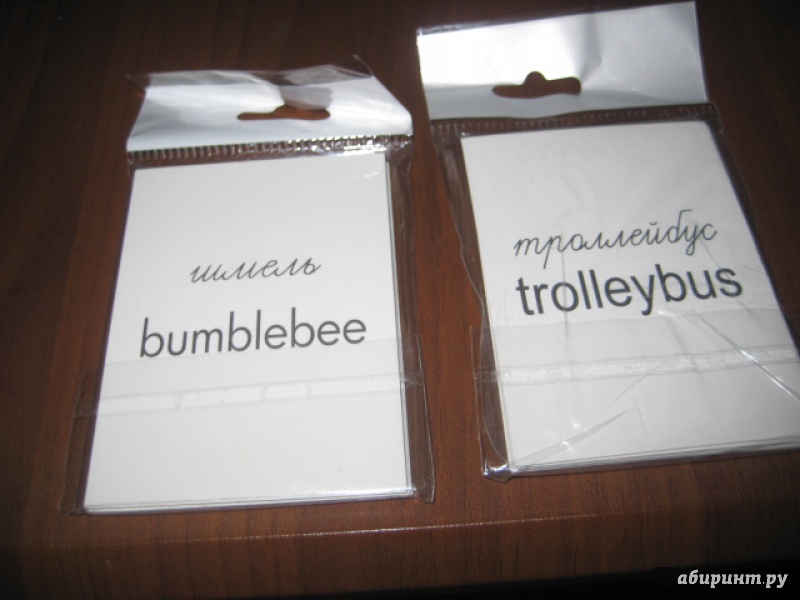 шмель
bumblebee
троллейбус
trolleybus
абиринт.ру